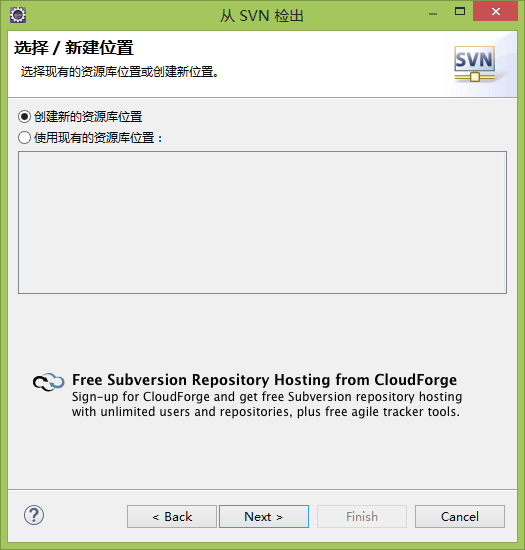 从 SVN 检出
选择 / 新建位置
选择现有的资源库位置或创建新位置。
SVN
创建新的资源库位置
使用现有的资源库位置：
Free Subversion Repository Hosting from CloudForge
Sign-up for CloudForge and get free Subversion repository hosting
with unlimited users and repositories, plus free agile tracker tools.
?
< Back
Next >
Finish
Cancel